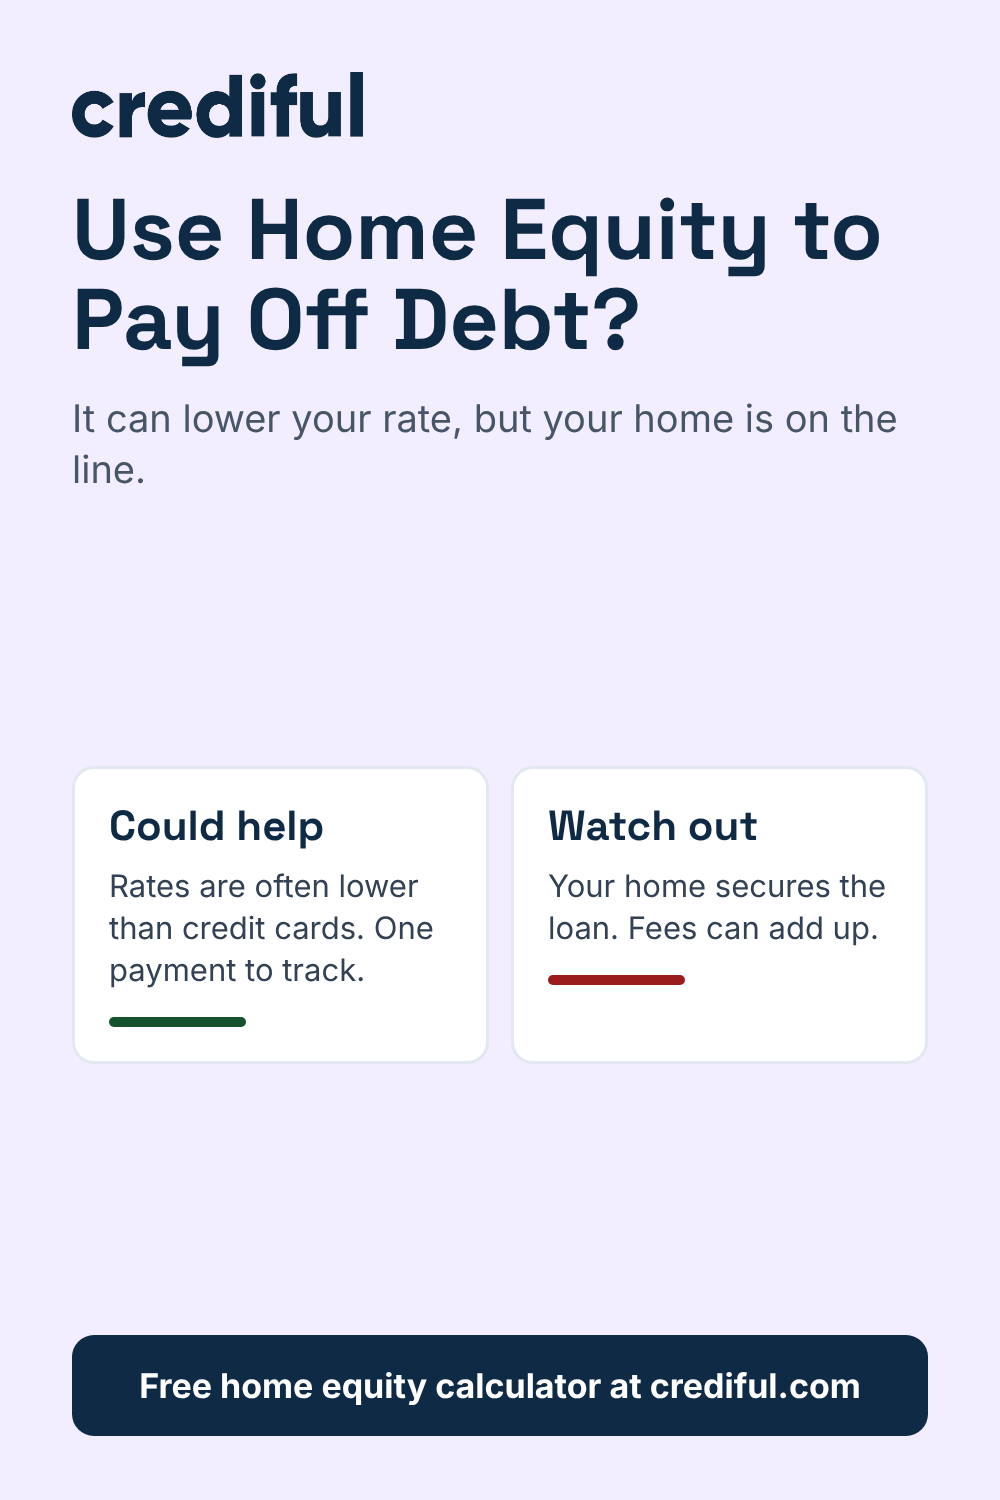 crediful
Use Home Equity to
Pay Off Debt?
It can lower your rate, but your home is on the
line.
Could help
Rates are often lower
than credit cards. One
payment to track.
Watch out
Your home secures the
loan. Fees can add up.
Free home equity calculator at crediful.com